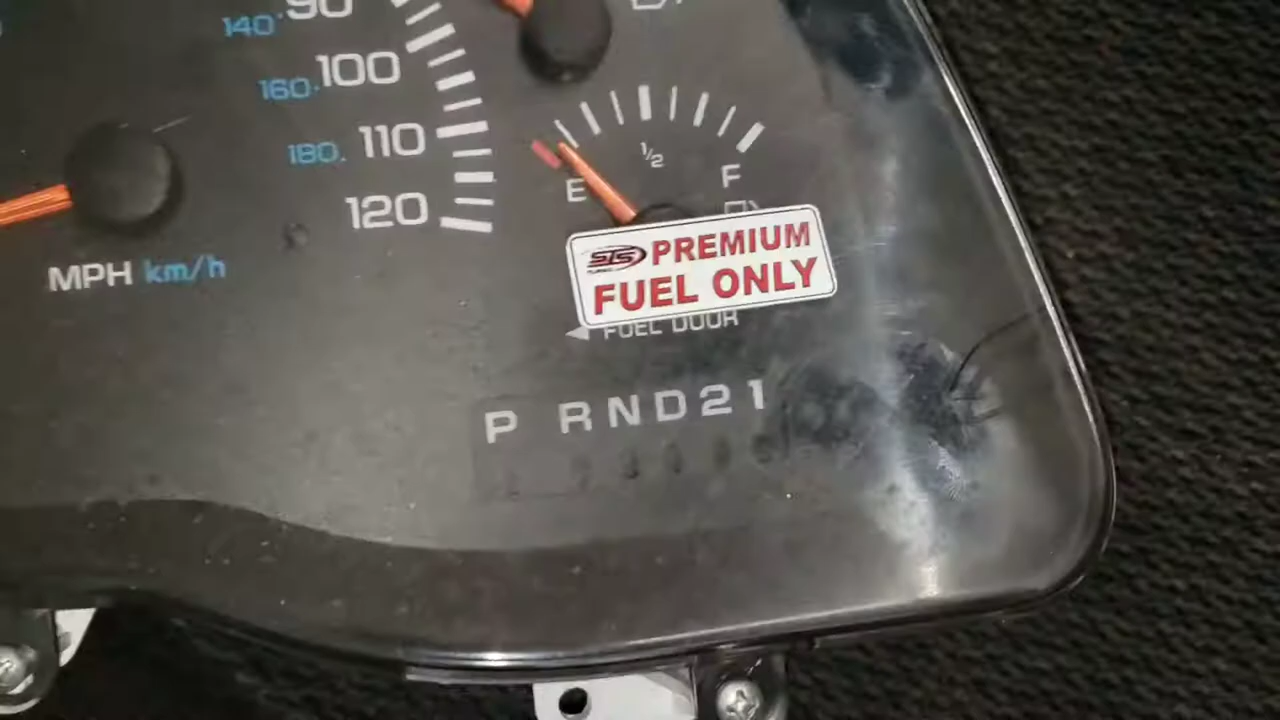 140 90
160 100
180 110
120
MPH km/h
1/2
E F
STS PREMIUM
FUEL ONLY
FUEL DOOR
P R N D 2 1